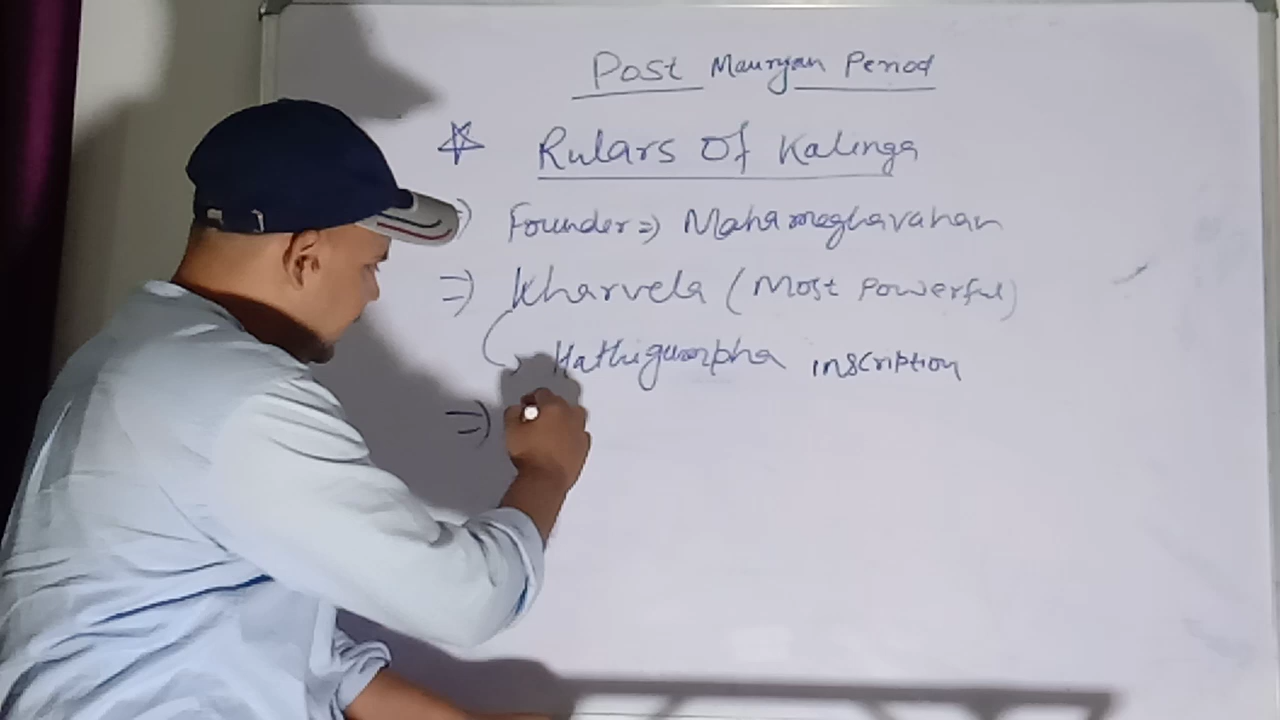 Post Mauryan Period
Rulars Of Kalinga
Founder => Mahameghavahan
=> Kharvela (Most Powerful)
Hathigumpha inscription
=>